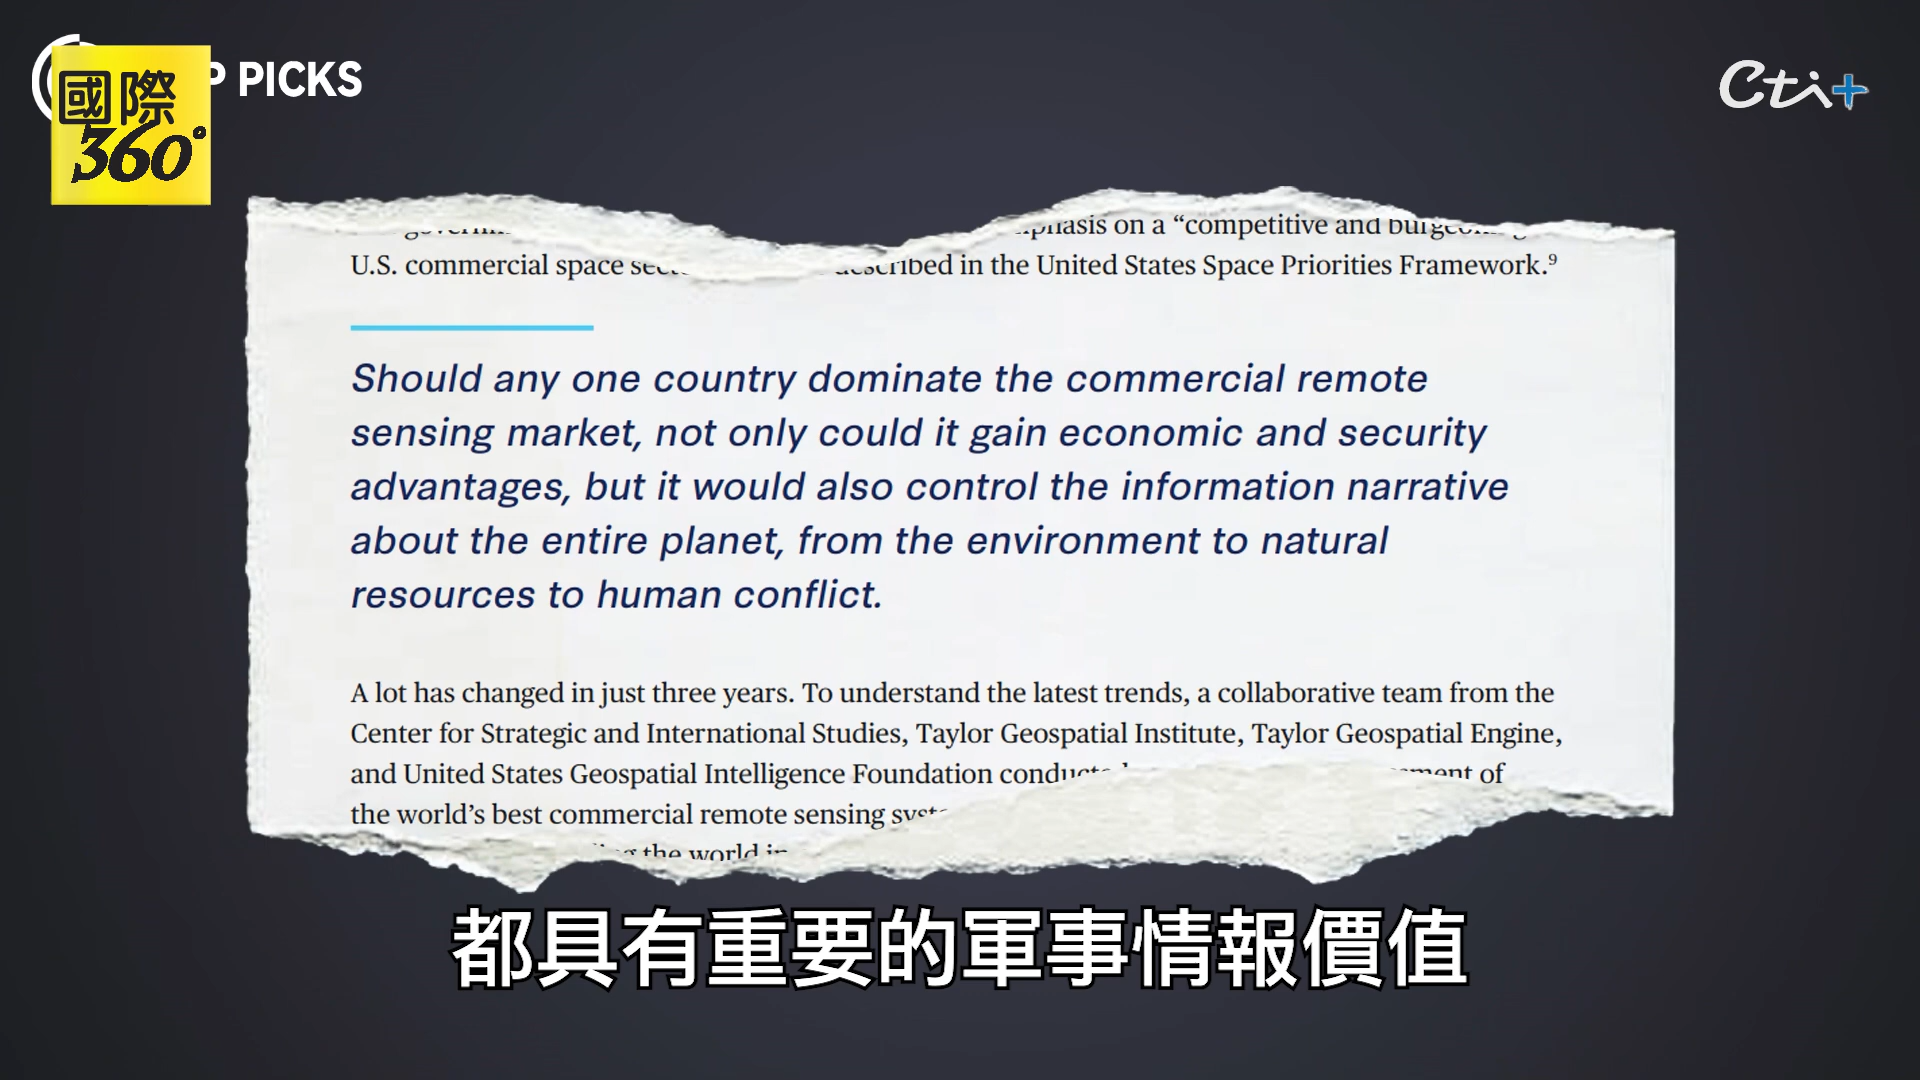 P PICKS
國際
360°
Cti+
on a “competitive and
U.S. commercial space described in the United States Space Priorities Framework.⁹
Should any one country dominate the commercial remote
sensing market, not only could it gain economic and security
advantages, but it would also control the information narrative
about the entire planet, from the environment to natural
resources to human conflict.
A lot has changed in just three years. To understand the latest trends, a collaborative team from the
Center for Strategic and International Studies, Taylor Geospatial Institute, Taylor Geospatial Engine,
and United States Geospatial Intelligence Foundation of
the world’s best commercial remote sensing
the world
都具有重要的軍事情報價值